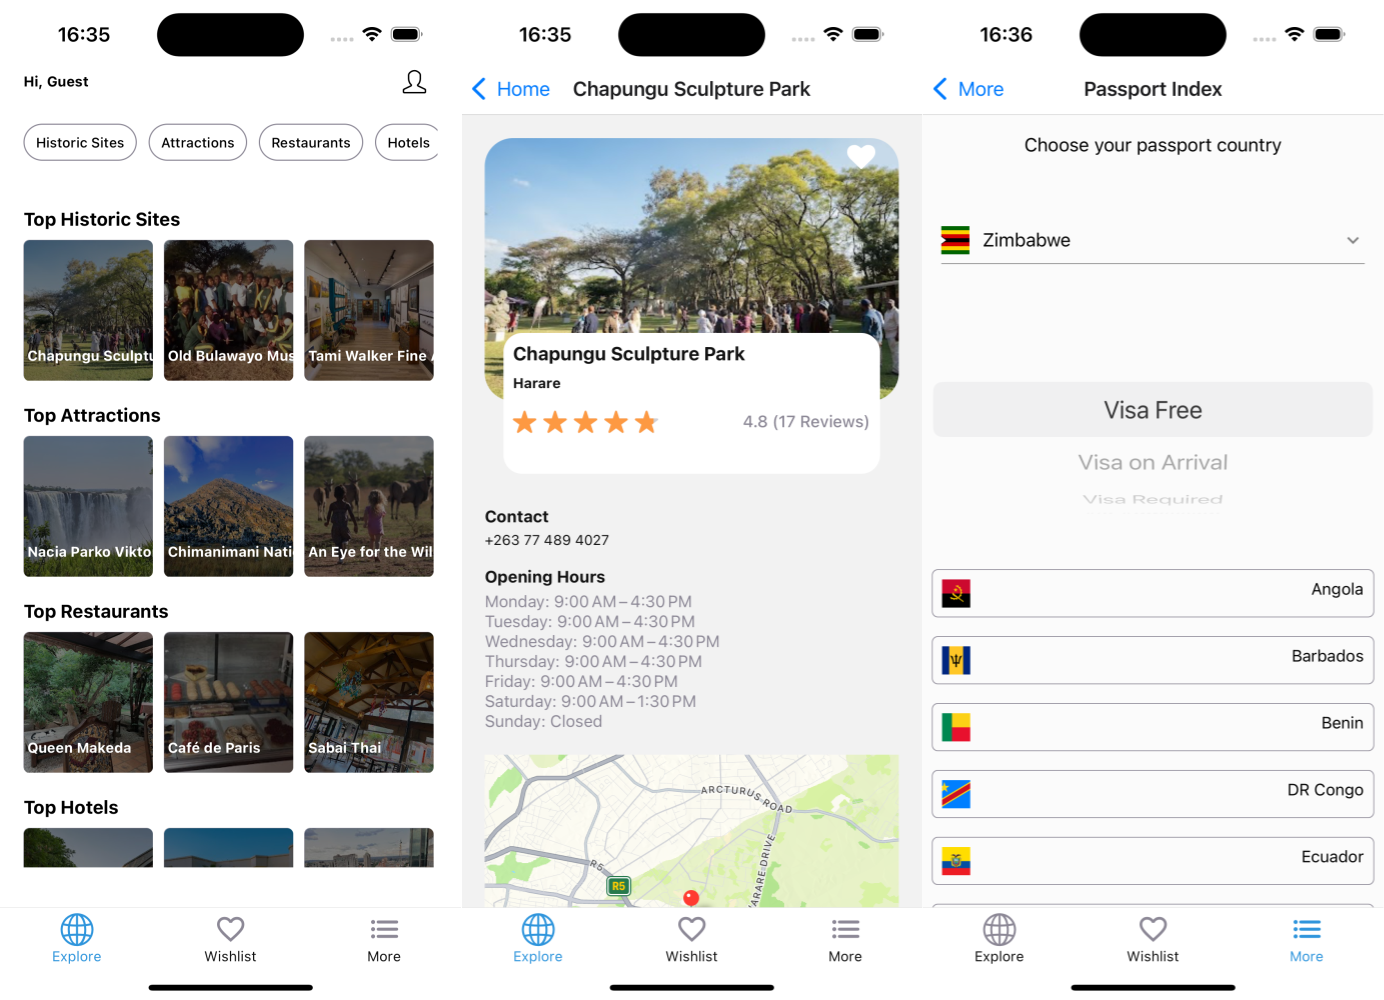 16:35
Hi, Guest
Historic Sites
Attractions
Restaurants
Hotels
Top Historic Sites
Chapungu Sculptu
Old Bulawayo Mus
Tami Walker Fine A
Top Attractions
Nacia Parko Vikto
Chimanimani Nati
An Eye for the Wil
Top Restaurants
Queen Makeda
Café de Paris
Sabai Thai
Top Hotels
Explore
Wishlist
More
16:35
Home
Chapungu Sculpture Park
Chapungu Sculpture Park
Harare
4.8 (17 Reviews)
Contact
+263 77 489 4027
Opening Hours
Monday: 9:00 AM – 4:30 PM
Tuesday: 9:00 AM – 4:30 PM
Wednesday: 9:00 AM – 4:30 PM
Thursday: 9:00 AM – 4:30 PM
Friday: 9:00 AM – 4:30 PM
Saturday: 9:00 AM – 1:30 PM
Sunday: Closed
ARCTURUS ROAD
R5
R5
HARARE DRIVE
Explore
Wishlist
More
16:36
More
Passport Index
Choose your passport country
Zimbabwe
Visa Free
Visa on Arrival
Visa Required
Angola
Barbados
Benin
DR Congo
Ecuador
Explore
Wishlist
More